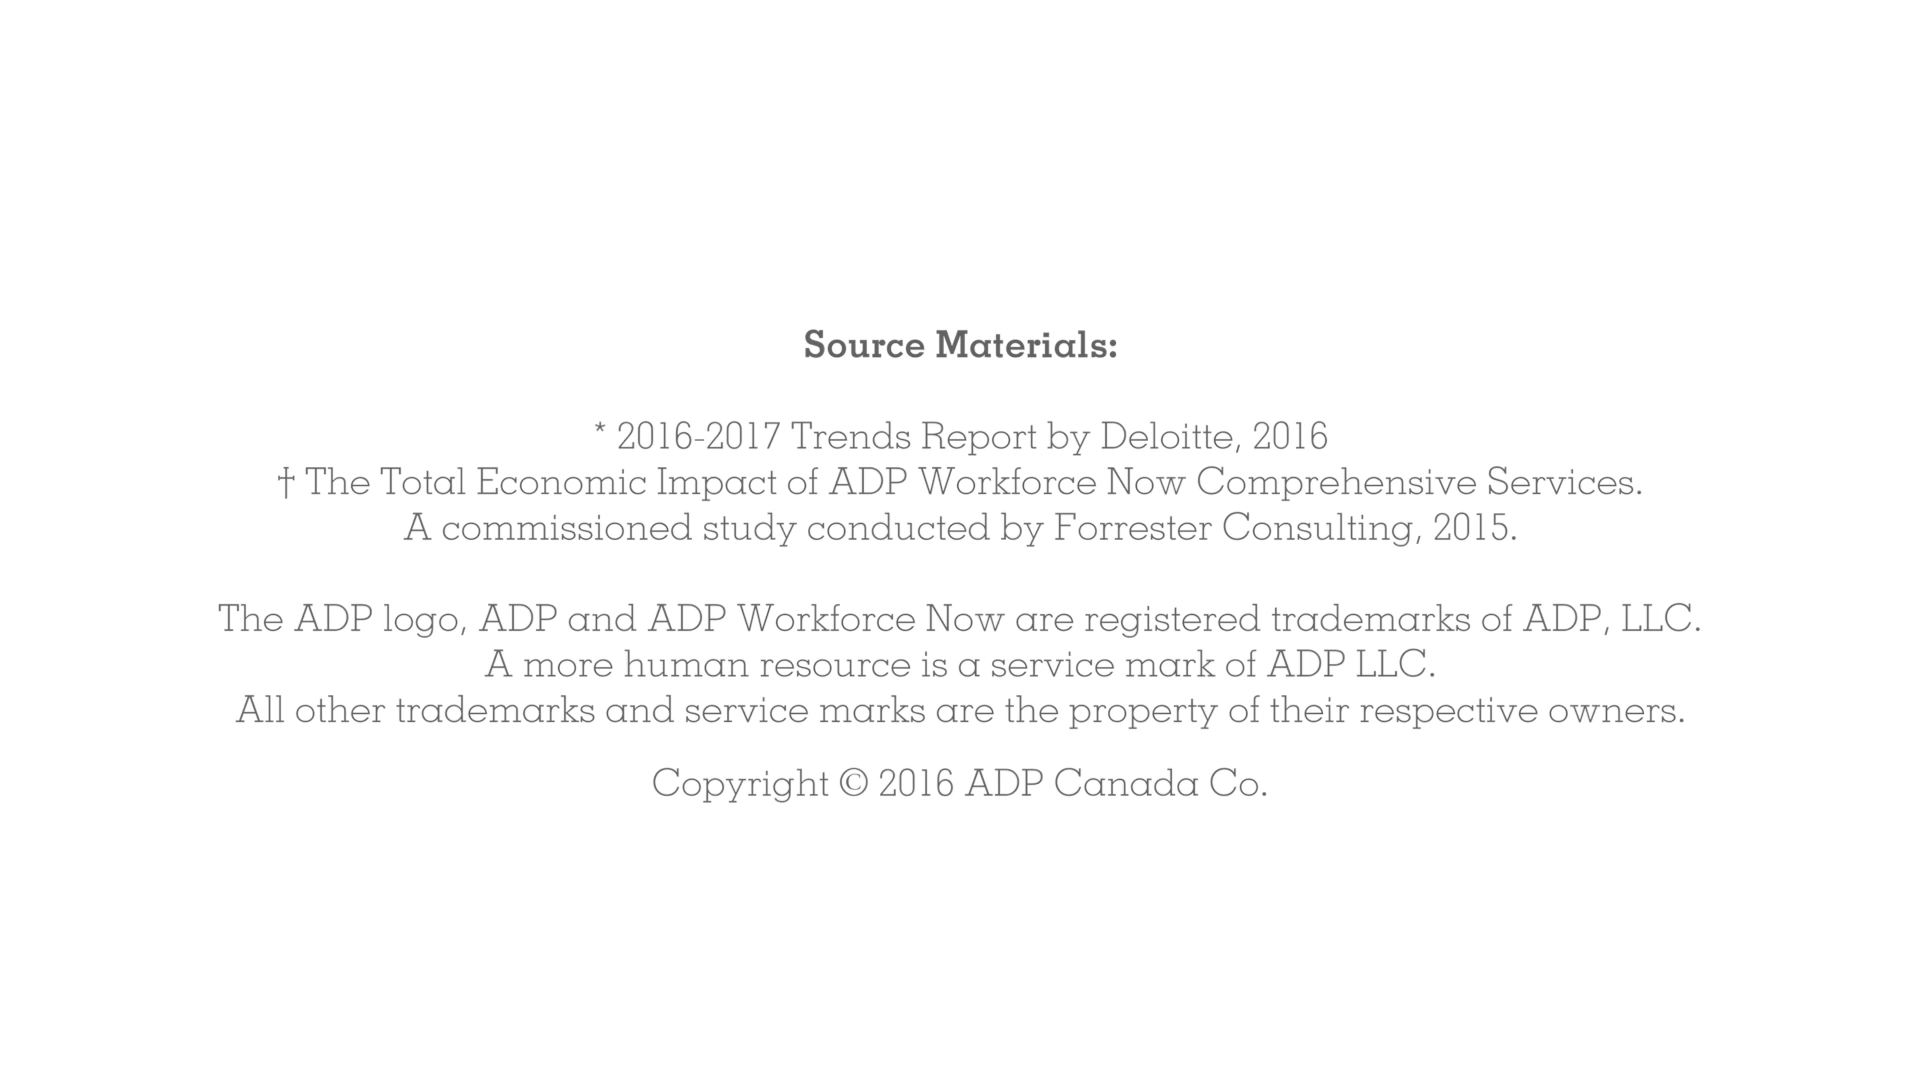 Source Materials:
* 2016-2017 Trends Report by Deloitte, 2016
† The Total Economic Impact of ADP Workforce Now Comprehensive Services.
A commissioned study conducted by Forrester Consulting, 2015.
The ADP logo, ADP and ADP Workforce Now are registered trademarks of ADP, LLC.
A more human resource is a service mark of ADP LLC.
All other trademarks and service marks are the property of their respective owners.
Copyright © 2016 ADP Canada Co.